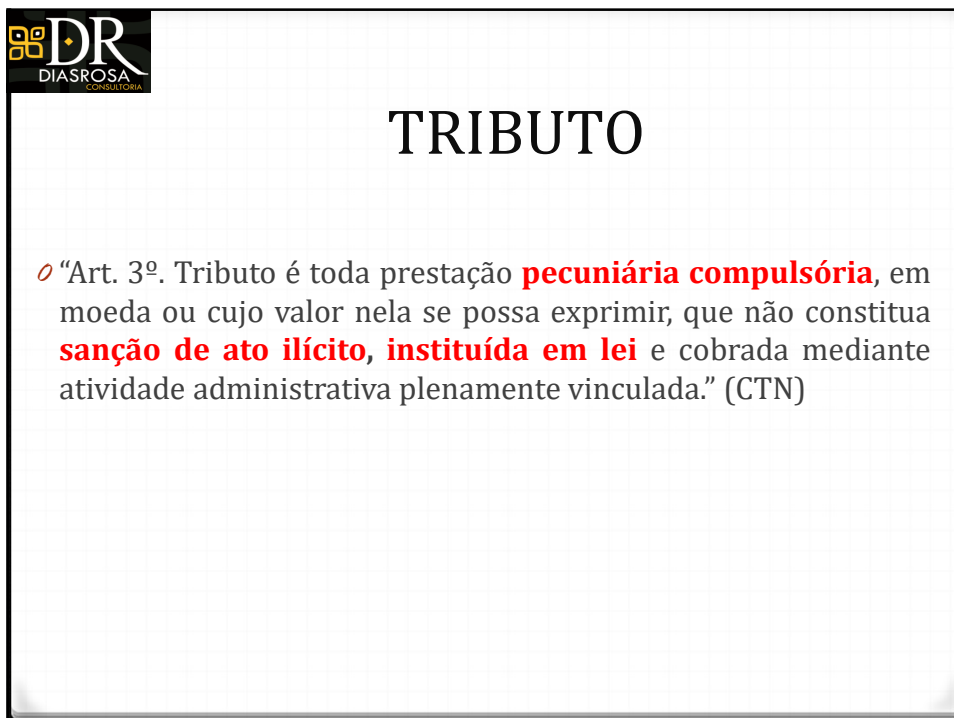 DR
DIASROSA
CONSULTORIA
TRIBUTO
“Art. 3º. Tributo é toda prestação pecuniária compulsória, em
moeda ou cujo valor nela se possa exprimir, que não constitua
sanção de ato ilícito, instituída em lei e cobrada mediante
atividade administrativa plenamente vinculada.” (CTN)